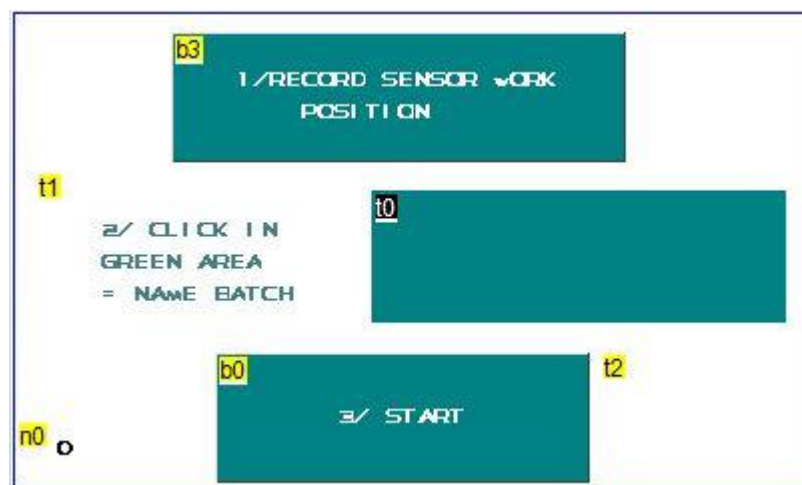 b3
1/RECORD SENSOR wORK
POSITION
t1
t0
2/ CLICK IN
GREEN AREA
= NAmE BATCH
b0
t2
3/ START
n0 0